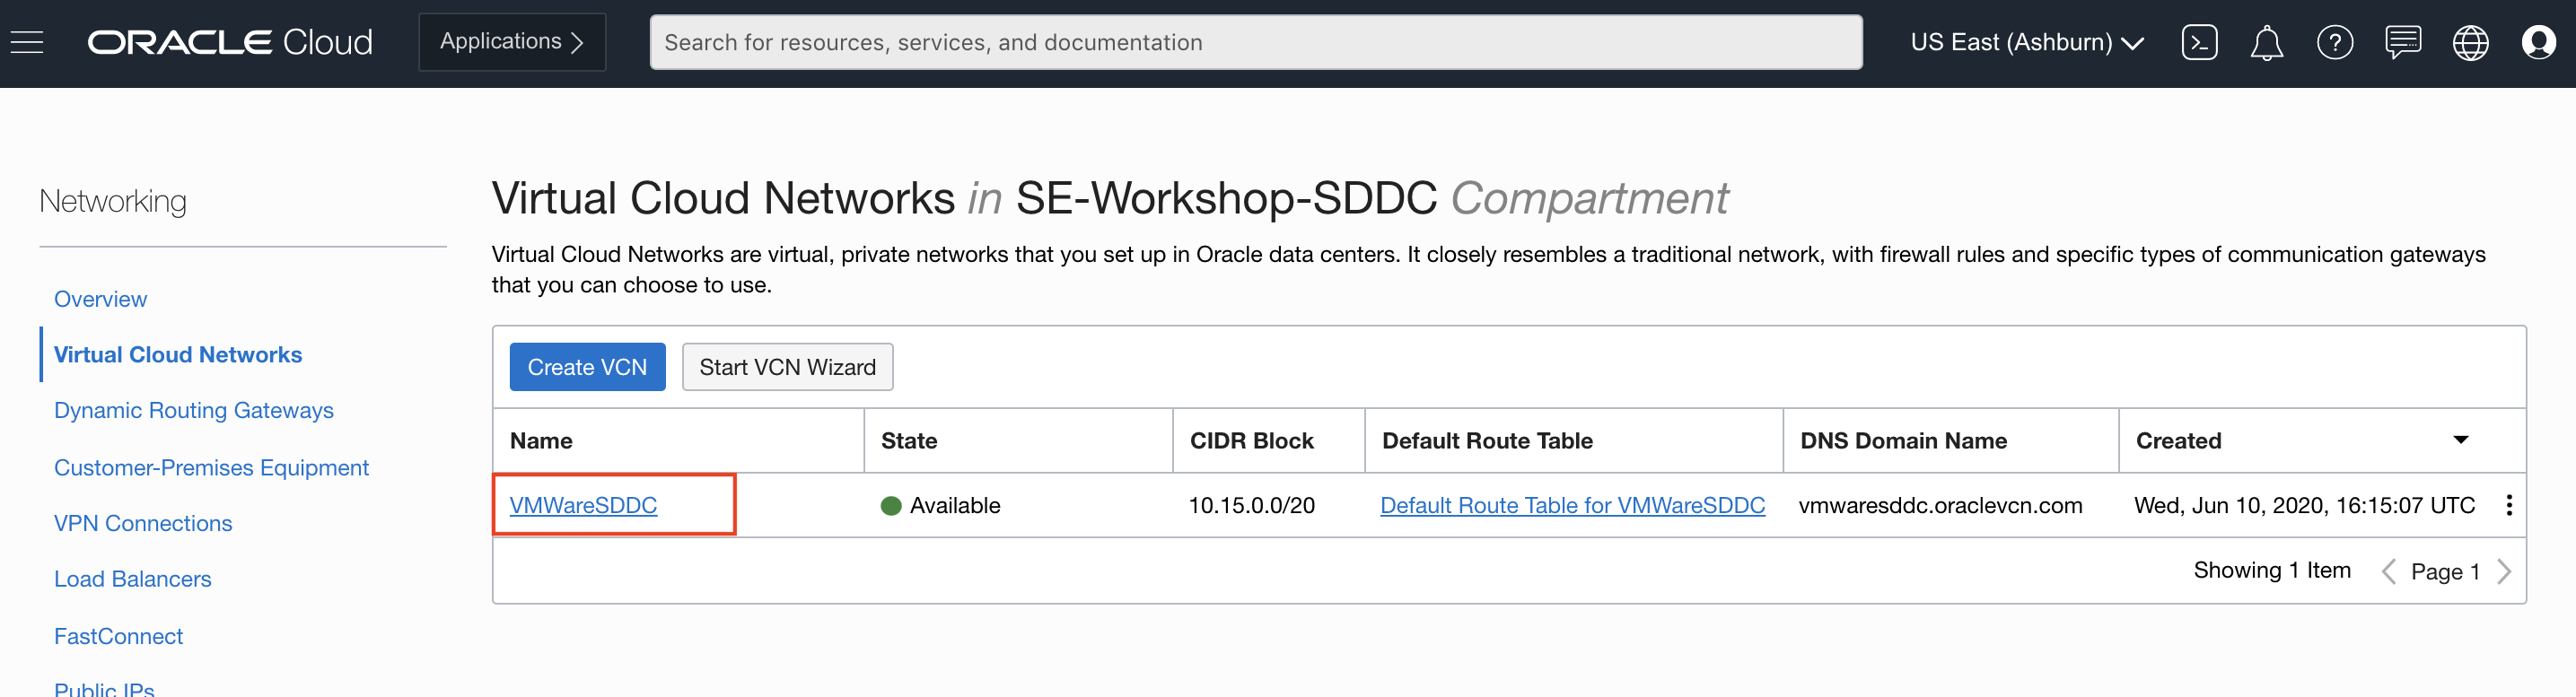 ORACLE Cloud
Applications
Search for resources, services, and documentation
US East (Ashburn)
Networking
Overview
Virtual Cloud Networks
Dynamic Routing Gateways
Customer-Premises Equipment
VPN Connections
Load Balancers
FastConnect
Public IPs
Virtual Cloud Networks in SE-Workshop-SDDC Compartment
Virtual Cloud Networks are virtual, private networks that you set up in Oracle data centers. It closely resembles a traditional network, with firewall rules and specific types of communication gateways
that you can choose to use.
Create VCN Start VCN Wizard
Name State CIDR Block Default Route Table DNS Domain Name Created
VMWareSDDC Available 10.15.0.0/20 Default Route Table for VMWareSDDC vmwaresddc.oraclevcn.com Wed, Jun 10, 2020, 16:15:07 UTC
Showing 1 Item Page 1